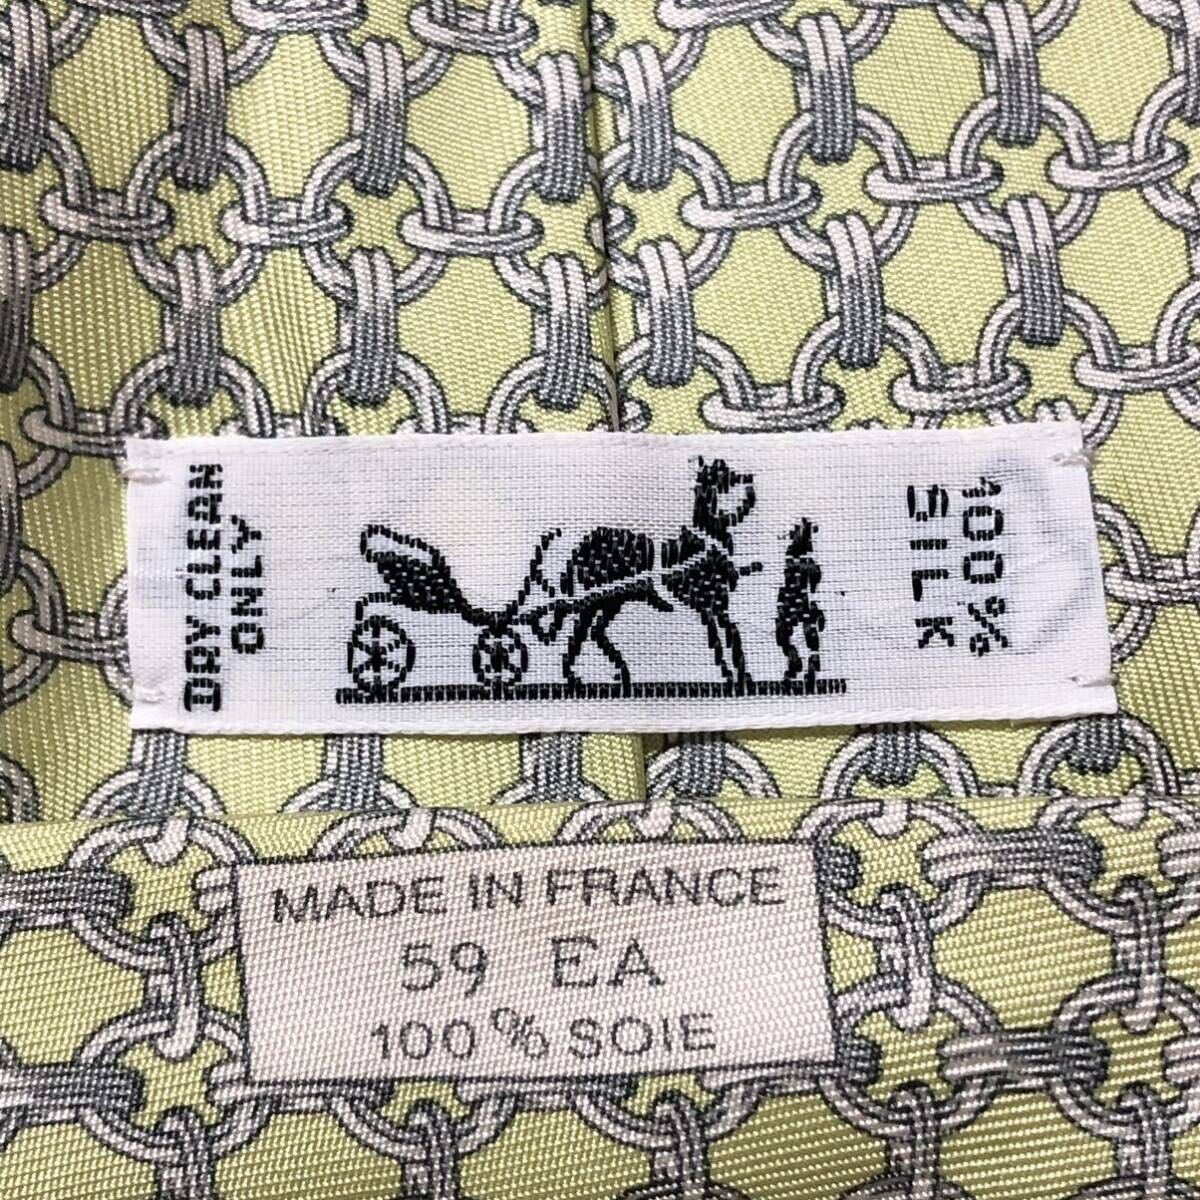 DRY CLEAN
ONLY
100%
SILK
MADE IN FRANCE
59 EA
100% SOIE